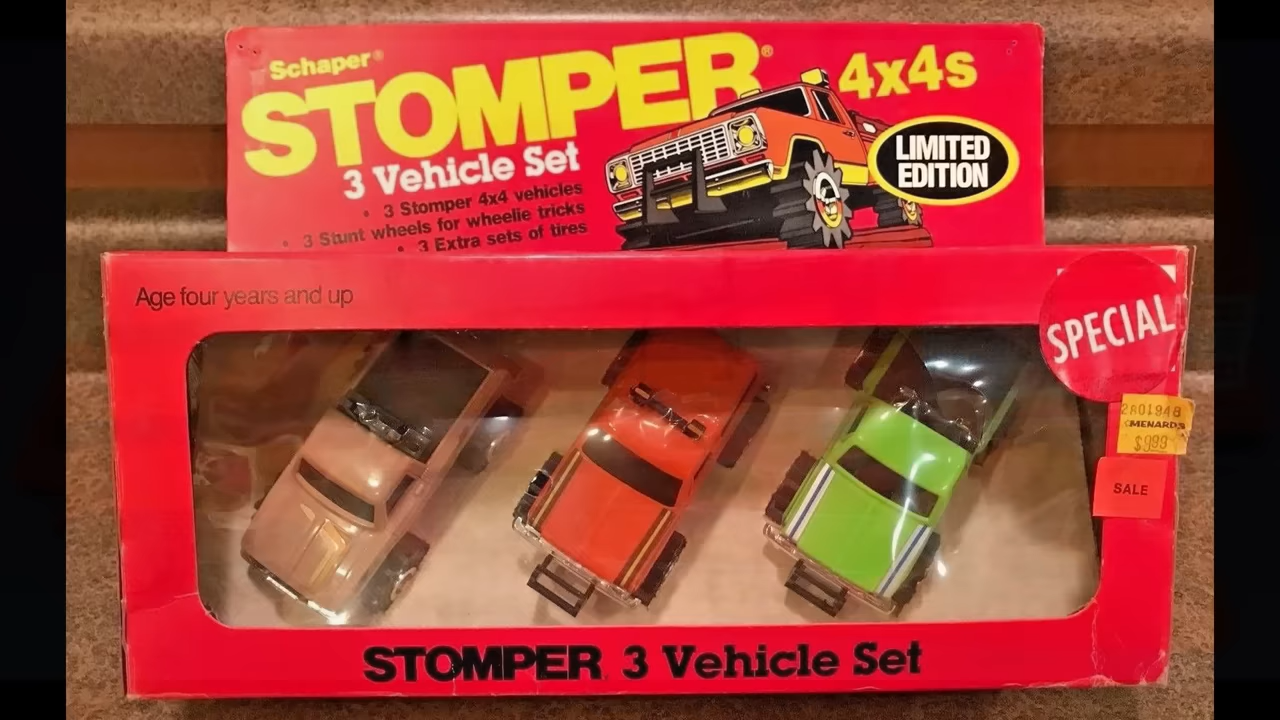 Schaper®
STOMPER®
4x4s
3 Vehicle Set
LIMITED
EDITION
• 3 Stomper 4x4 vehicles
• 3 Stunt wheels for wheelie tricks
• 3 Extra sets of tires
Age four years and up
SPECIAL
2801948
MENARDS
$9.99
SALE
STOMPER 3 Vehicle Set